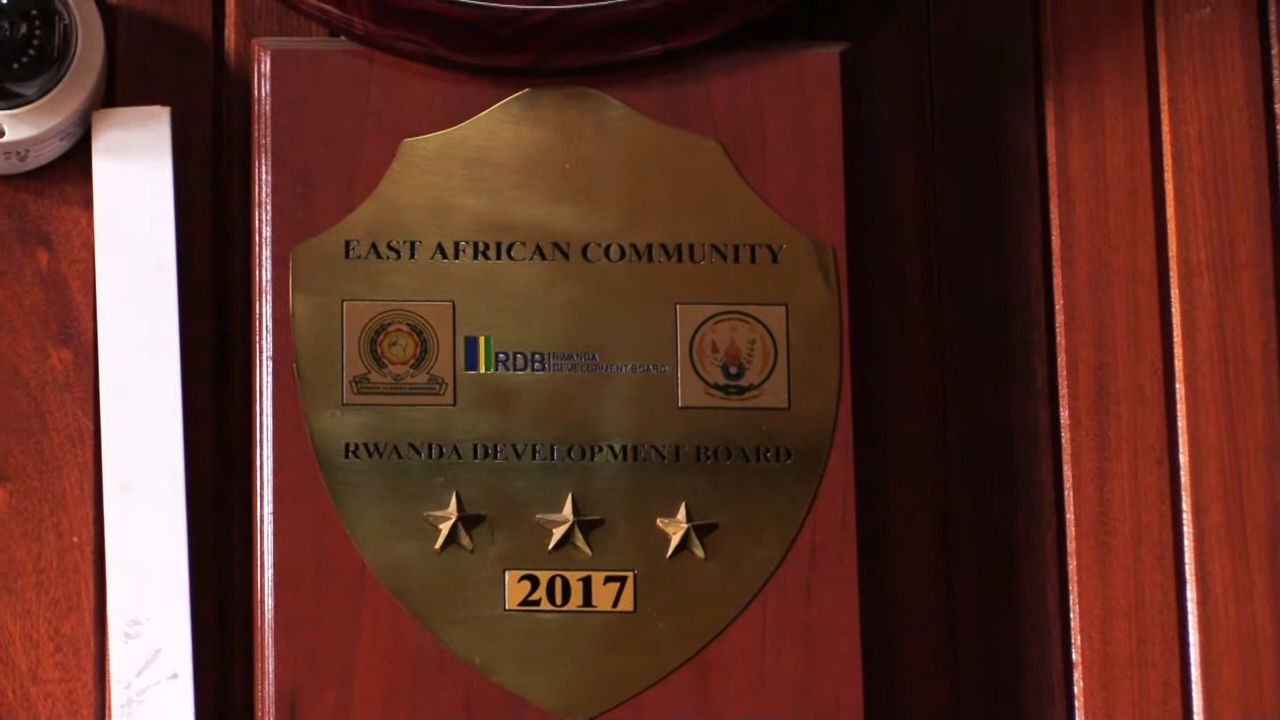 EAST AFRICAN COMMUNITY
RDB
RWANDA
DEVELOPMENT BOARD
RWANDA DEVELOPMENT BOARD
2017